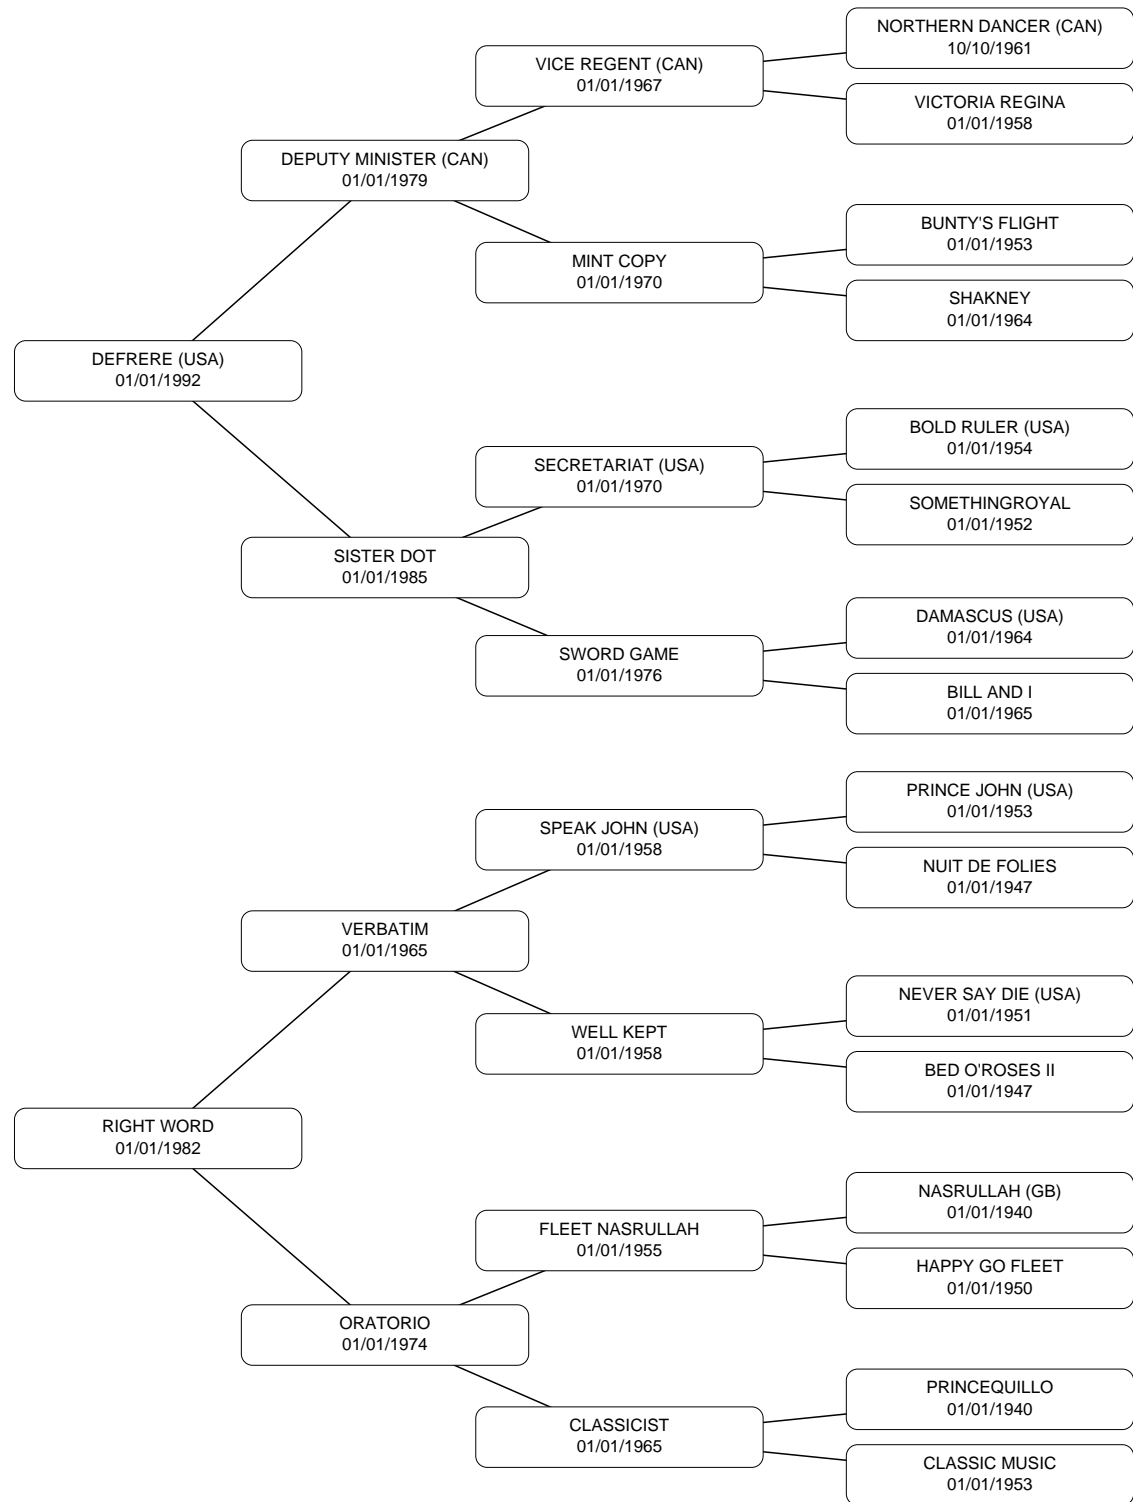 NORTHERN DANCER (CAN)
10/10/1961
VICE REGENT (CAN)
01/01/1967
VICTORIA REGINA
01/01/1958
DEPUTY MINISTER (CAN)
01/01/1979
BUNTY'S FLIGHT
01/01/1953
MINT COPY
01/01/1970
SHAKNEY
01/01/1964
DEFRERE (USA)
01/01/1992
BOLD RULER (USA)
01/01/1954
SECRETARIAT (USA)
01/01/1970
SOMETHINGROYAL
01/01/1952
SISTER DOT
01/01/1985
DAMASCUS (USA)
01/01/1964
SWORD GAME
01/01/1976
BILL AND I
01/01/1965
PRINCE JOHN (USA)
01/01/1953
SPEAK JOHN (USA)
01/01/1958
NUIT DE FOLIES
01/01/1947
VERBATIM
01/01/1965
NEVER SAY DIE (USA)
01/01/1951
WELL KEPT
01/01/1958
BED O'ROSES II
01/01/1947
RIGHT WORD
01/01/1982
NASRULLAH (GB)
01/01/1940
FLEET NASRULLAH
01/01/1955
HAPPY GO FLEET
01/01/1950
ORATORIO
01/01/1974
PRINCEQUILLO
01/01/1940
CLASSICIST
01/01/1965
CLASSIC MUSIC
01/01/1953